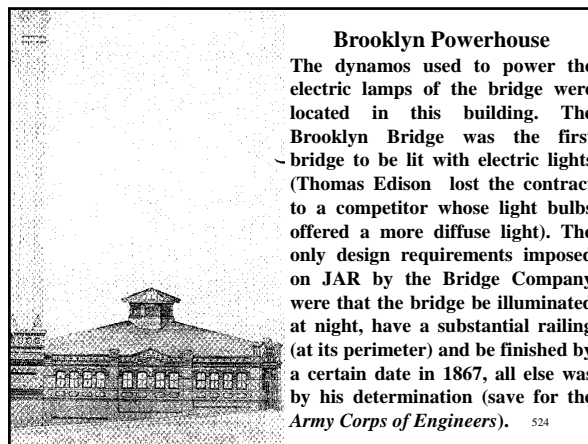 Brooklyn Powerhouse
The dynamos used to power the
electric lamps of the bridge were
located in this building. The
Brooklyn Bridge was the first
bridge to be lit with electric lights
(Thomas Edison lost the contract
to a competitor whose light bulbs
offered a more diffuse light). The
only design requirements imposed
on JAR by the Bridge Company
were that the bridge be illuminated
at night, have a substantial railing
(at its perimeter) and be finished by
a certain date in 1867, all else was
by his determination (save for the
Army Corps of Engineers). 524